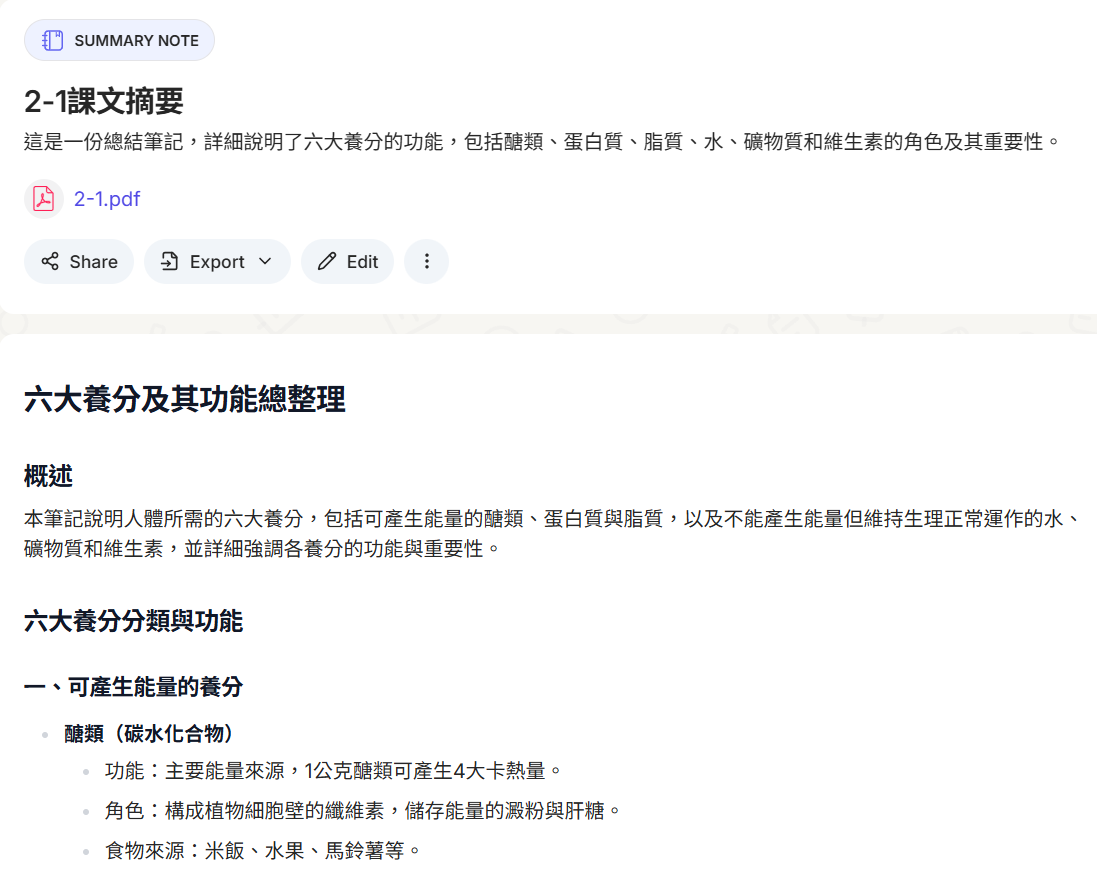 SUMMARY NOTE
2-1課文摘要
這是一份總結筆記，詳細說明了六大養分的功能，包括醣類、蛋白質、脂質、水、礦物質和維生素的角色及其重要性。
2-1.pdf
Share
Export
Edit
六大養分及其功能總整理
概述
本筆記說明人體所需的六大養分，包括可產生能量的醣類、蛋白質與脂質，以及不能產生能量但維持生理正常運作的水、
礦物質和維生素，並詳細強調各養分的功能與重要性。
六大養分分類與功能
一、可產生能量的養分
醣類（碳水化合物）
功能：主要能量來源，1公克醣類可產生4大卡熱量。
角色：構成植物細胞壁的纖維素，儲存能量的澱粉與肝糖。
食物來源：米飯、水果、馬鈴薯等。